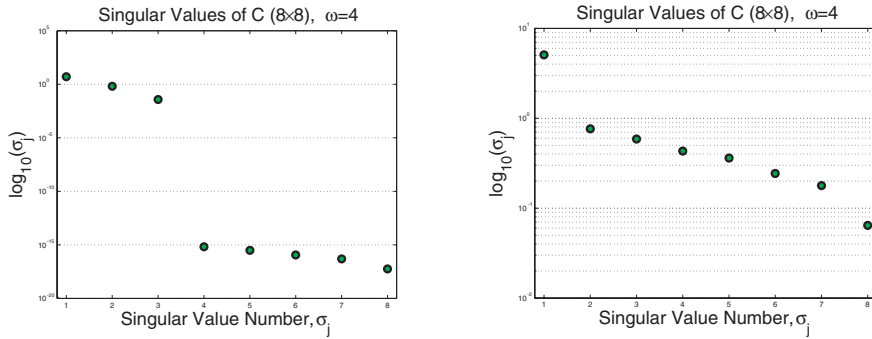 Singular Values of C (8×8), ω=4
10^5
10^0
10^-5
10^-10
10^-15
10^-20
log10(σj)
1 2 3 4 5 6 7 8
Singular Value Number, σj
Singular Values of C (8×8), ω=4
10^1
10^0
10^-1
10^-2
log10(σj)
1 2 3 4 5 6 7 8
Singular Value Number, σj